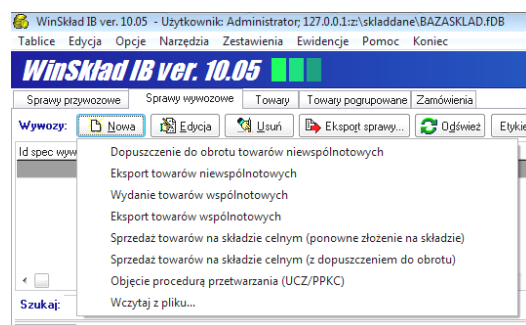 WinSkład IB ver. 10.05 - Użytkownik: Administrator; 127.0.0.1:z:\skladdane\BAZASKLAD.fDB
Tablice Edycja Opcje Narzędzia Zestawienia Ewidencje Pomoc Koniec
WinSkład IB ver. 10.05
Sprawy przywozowe Sprawy wywozowe Towary Towary pogrupowane Zamówienia
Wywozy: Nowa Edycja Usuń Eksport sprawy... Odśwież Etykie
Id spec wyw
Dopuszczenie do obrotu towarów niewspólnotowych
Eksport towarów niewspólnotowych
Wydanie towarów wspólnotowych
Eksport towarów wspólnotowych
Sprzedaż towarów na składzie celnym (ponowne złożenie na składzie)
Sprzedaż towarów na składzie celnym (z dopuszczeniem do obrotu)
Objęcie procedurą przetwarzania (UCZ/PPKC)
Wczytaj z pliku...
Szukaj: